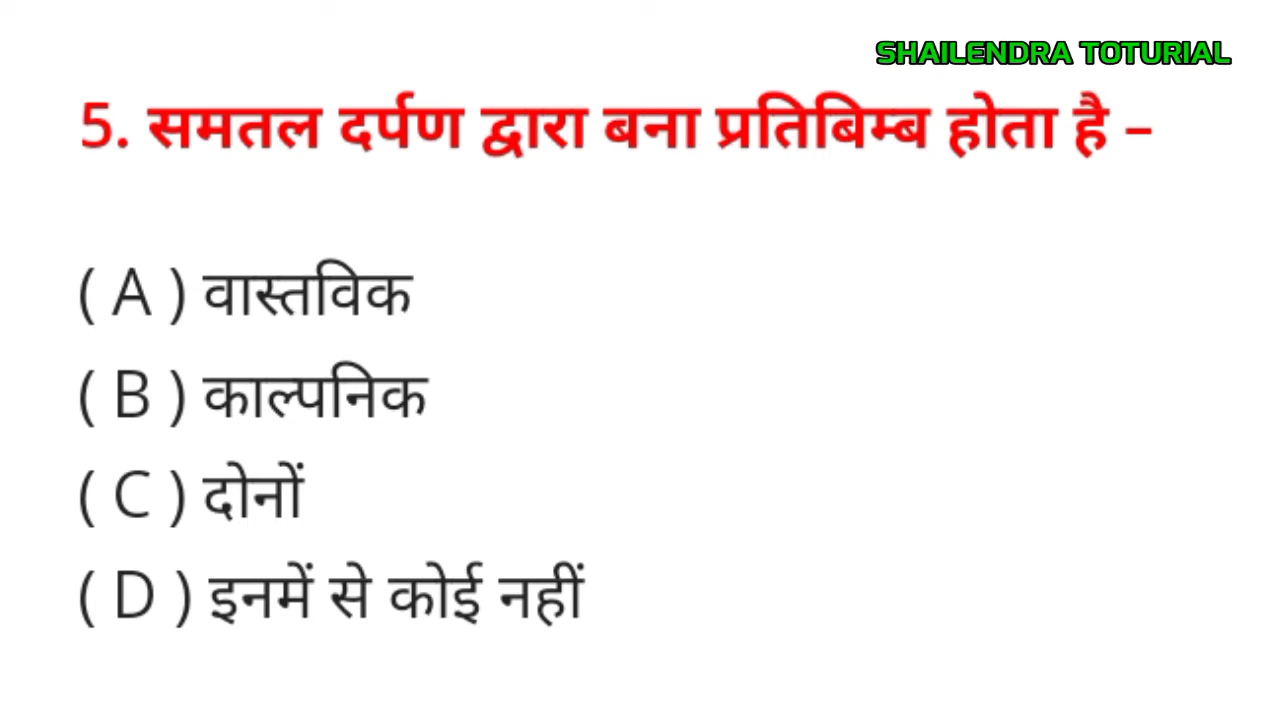 SHAILENDRA TOTURIAL
5. समतल दर्पण द्वारा बना प्रतिबिम्ब होता है –
( A ) वास्तविक
( B ) काल्पनिक
( C ) दोनों
( D ) इनमें से कोई नहीं